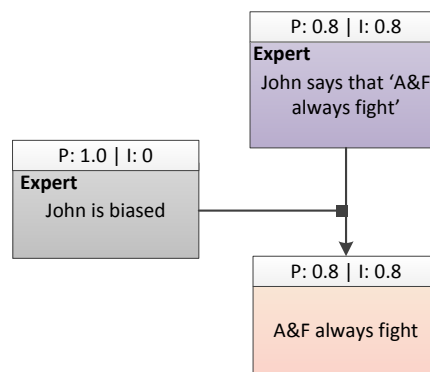 P: 0.8 | I: 0.8
Expert
John says that ‘A&F
always fight’
P: 1.0 | I: 0
Expert
John is biased
P: 0.8 | I: 0.8
A&F always fight